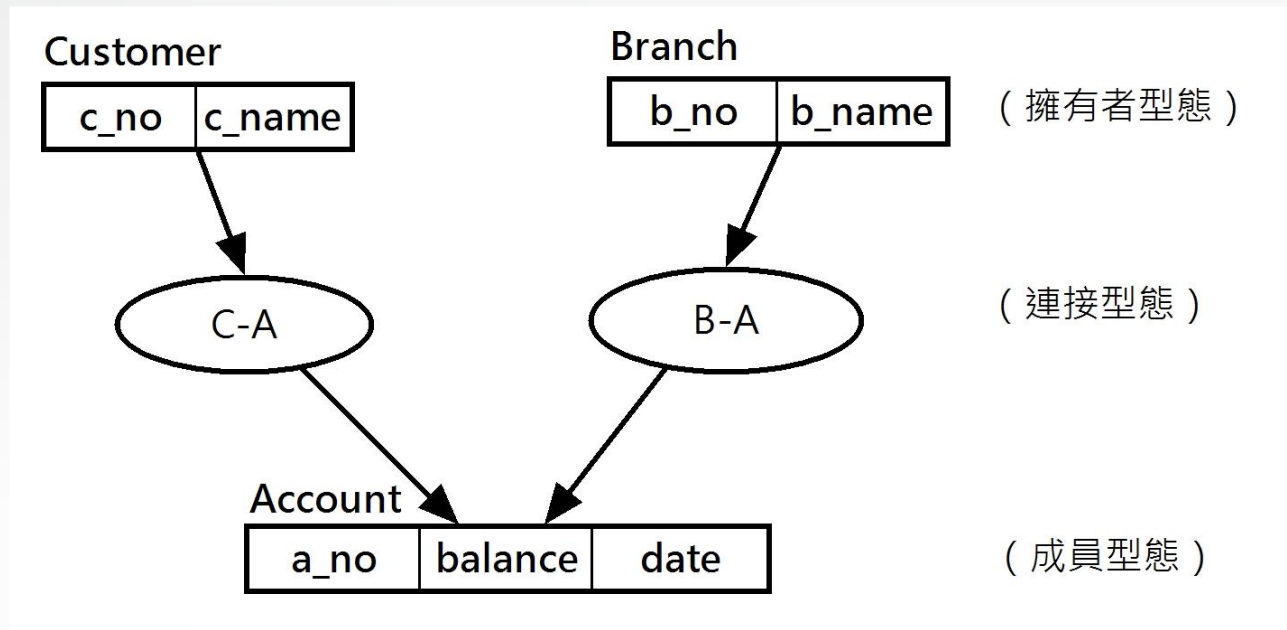 Customer
c_no c_name
Branch
b_no b_name
(擁有者型態)
C-A
B-A
(連接型態)
Account
a_no balance date
(成員型態)